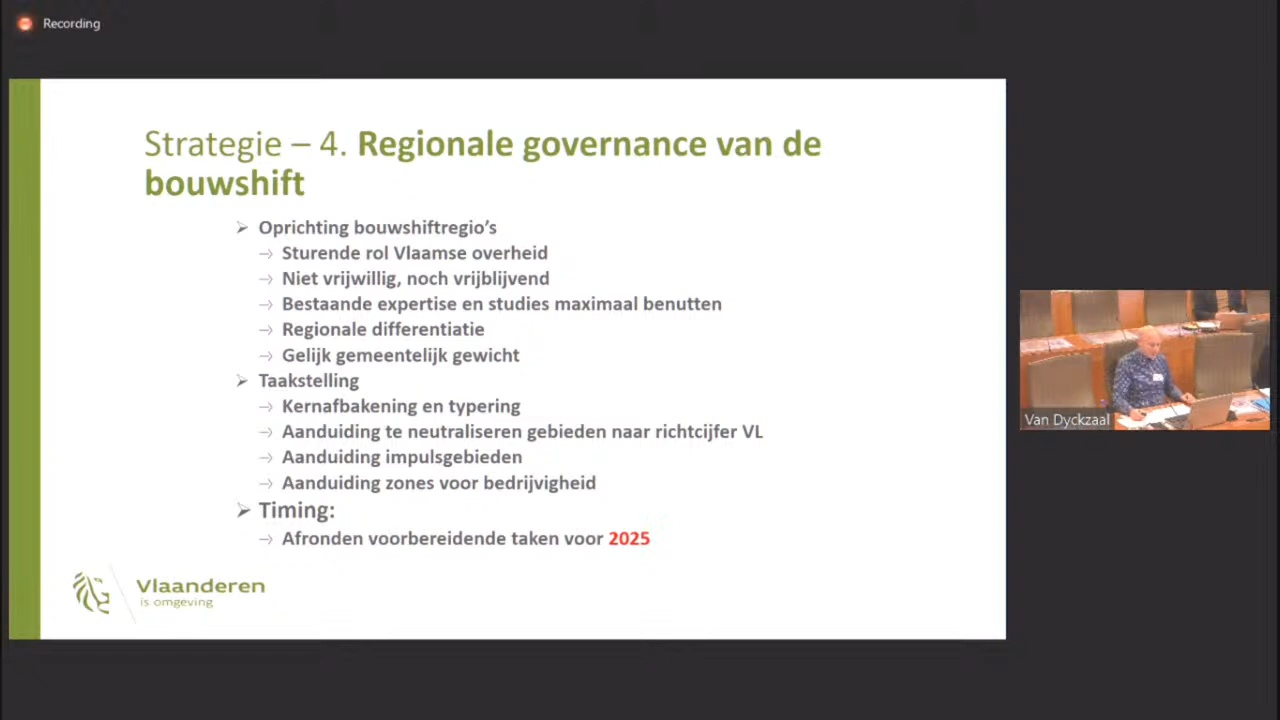 Recording
Strategie – 4. Regionale governance van de
bouwshift
Oprichting bouwshiftregio's
Sturende rol Vlaamse overheid
Niet vrijwillig, noch vrijblijvend
Bestaande expertise en studies maximaal benutten
Regionale differentiatie
Gelijk gemeentelijk gewicht
Taakstelling
Kernafbakening en typering
Aanduiding te neutraliseren gebieden naar richtcijfer VL
Aanduiding impulsgebieden
Aanduiding zones voor bedrijvigheid
Timing:
Afronden voorbereidende taken voor 2025
Vlaanderen
is omgeving
Van Dyckzaal